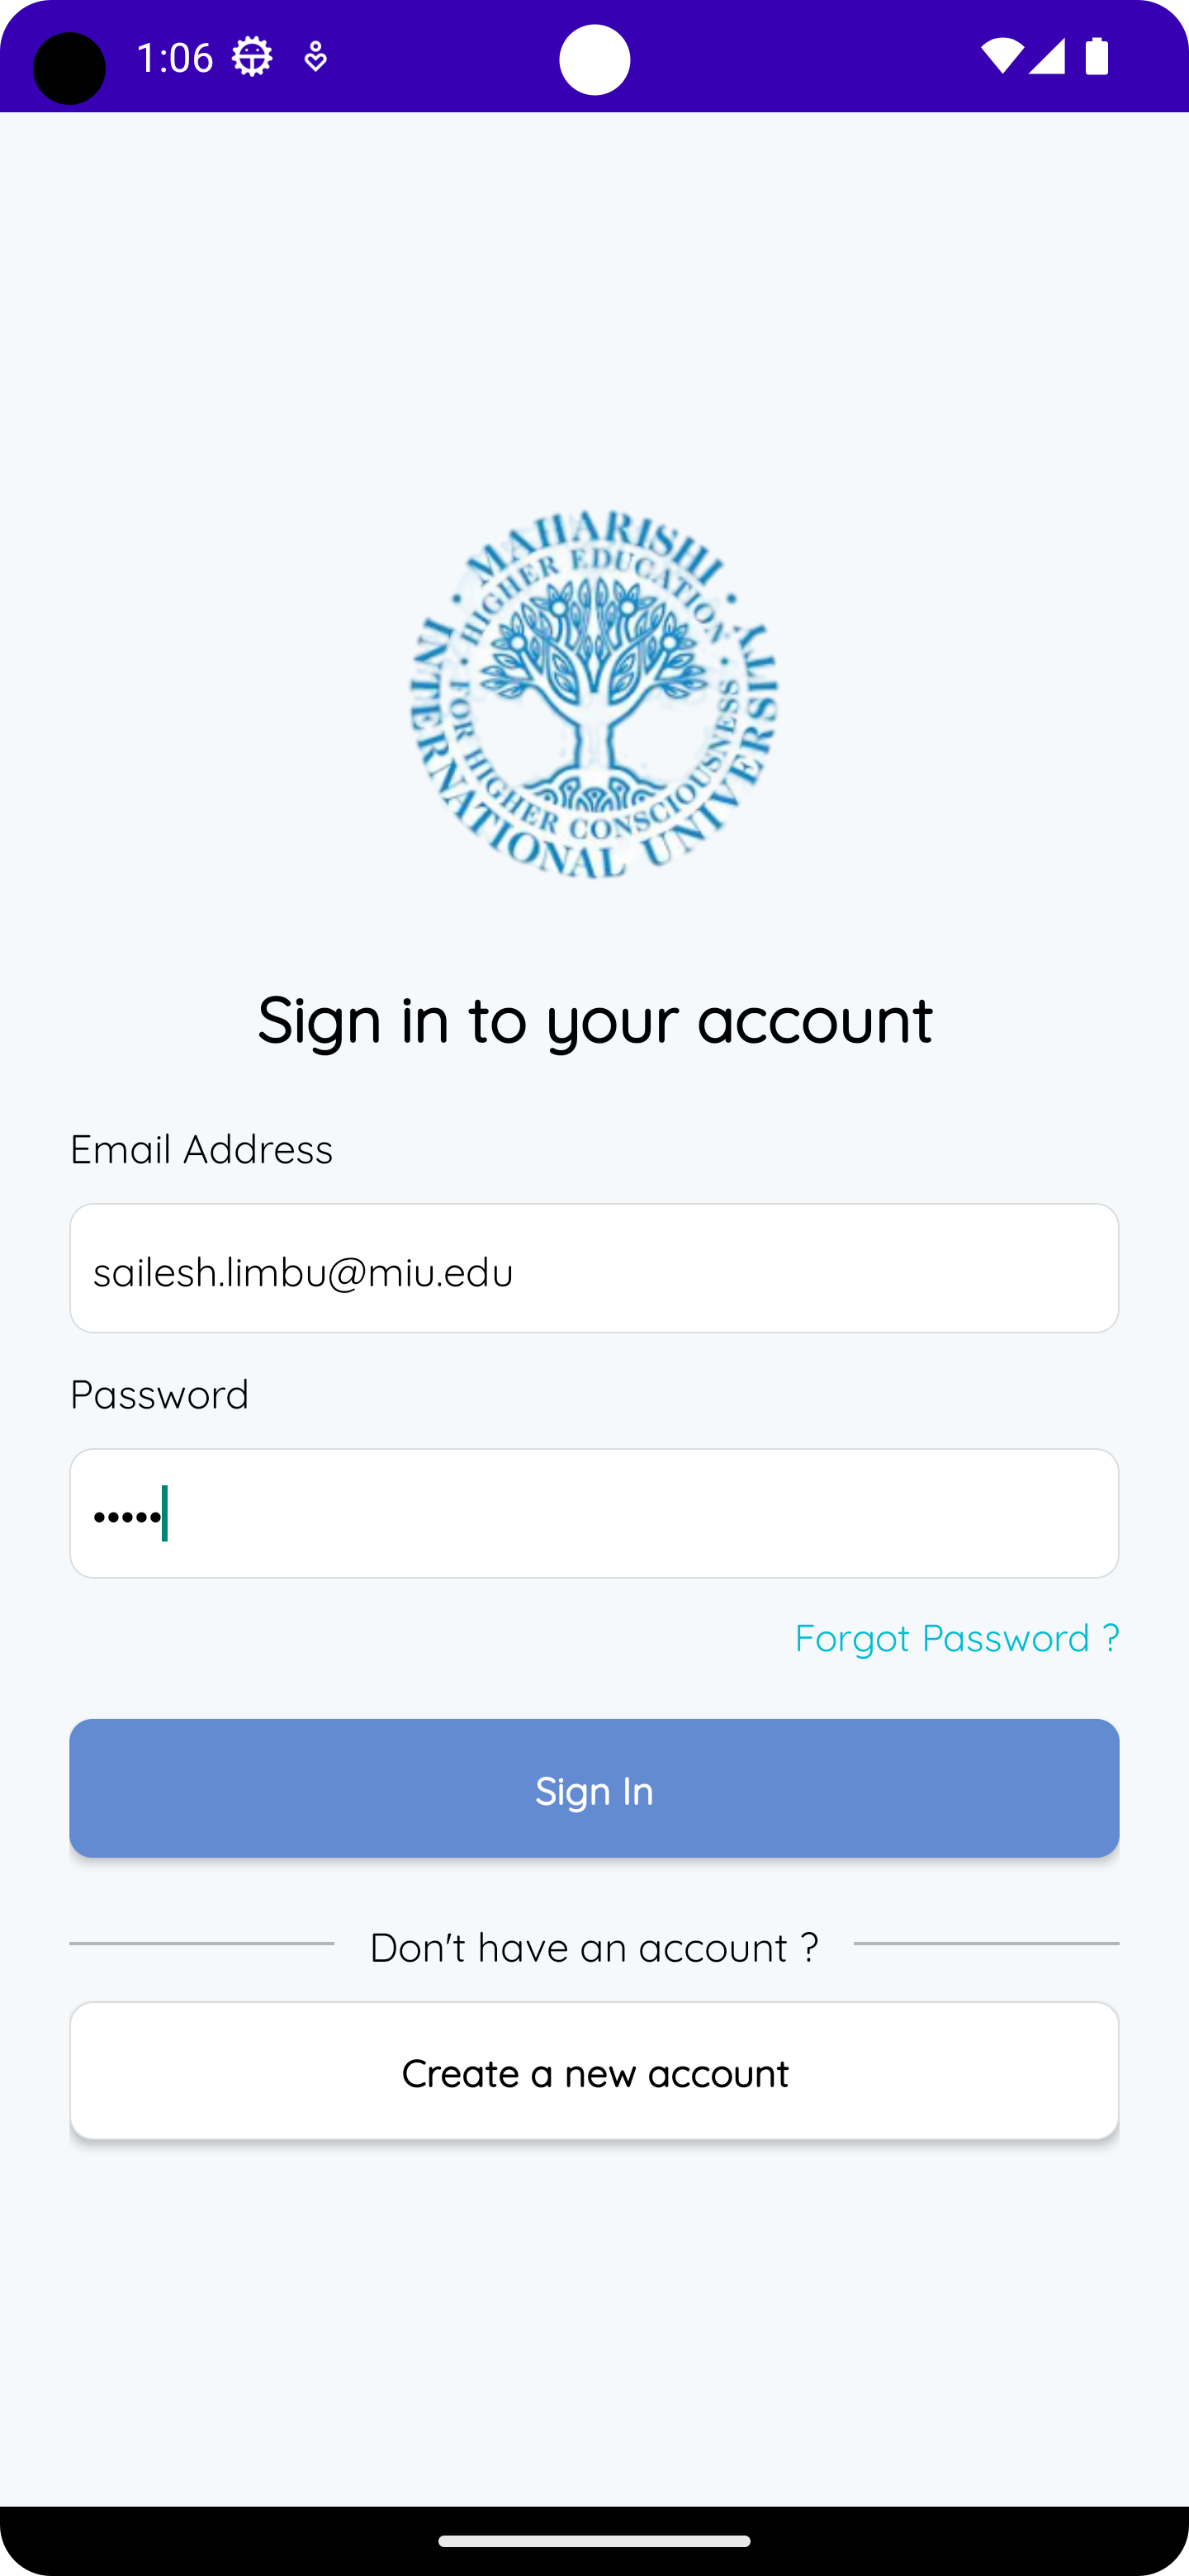 1:06
MAHARISHI
INTERNATIONAL UNIVERSITY
HIGHER EDUCATION
FOR HIGHER CONSCIOUSNESS
Sign in to your account
Email Address
sailesh.limbu@miu.edu
Password
•••••
Forgot Password ?
Sign In
Don't have an account ?
Create a new account